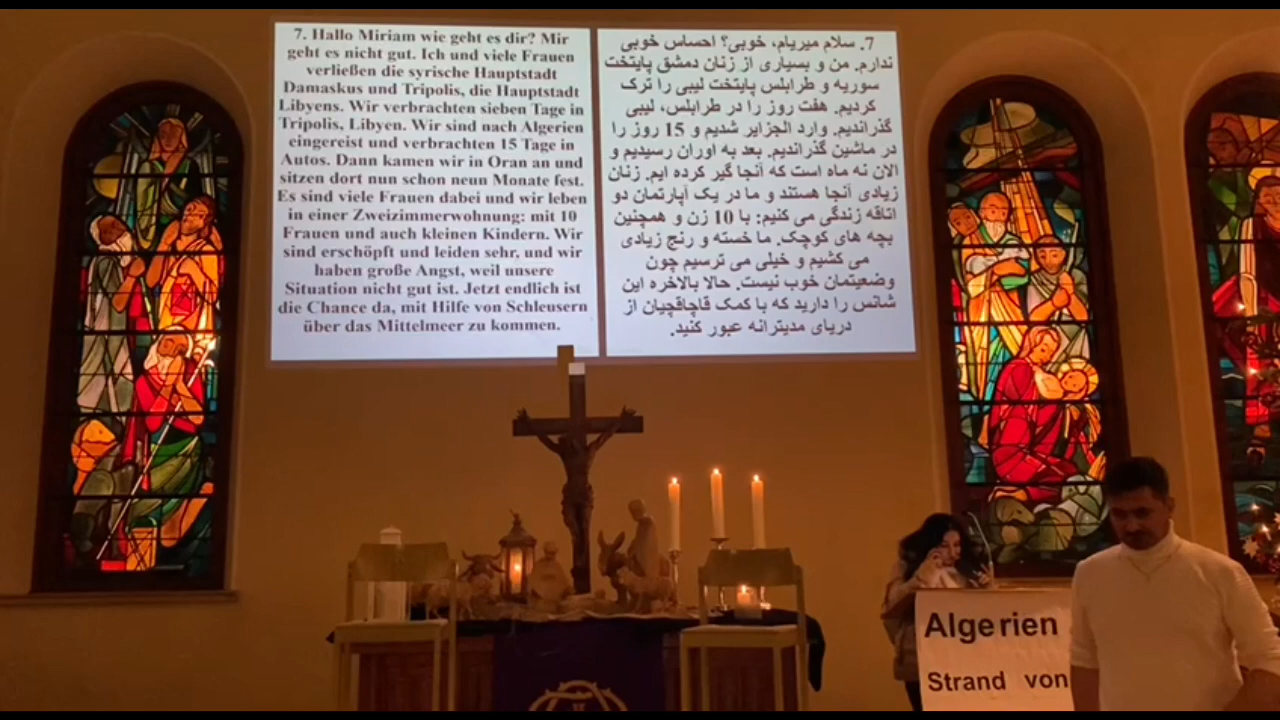 7. Hallo Miriam wie geht es dir? Mir
geht es nicht gut. Ich und viele Frauen
verließen die syrische Hauptstadt
Damaskus und Tripolis, die Hauptstadt
Libyens. Wir verbrachten sieben Tage in
Tripolis, Libyen. Wir sind nach Algerien
eingereist und verbrachten 15 Tage in
Autos. Dann kamen wir in Oran an und
sitzen dort nun schon neun Monate fest.
Es sind viele Frauen dabei und wir leben
in einer Zweizimmerwohnung: mit 10
Frauen und auch kleinen Kindern. Wir
sind erschöpft und leiden sehr, und wir
haben große Angst, weil unsere
Situation nicht gut ist. Jetzt endlich ist
die Chance da, mit Hilfe von Schleusern
über das Mittelmeer zu kommen.
7. سلام میریام، خوبی؟ احساس خوبی
ندارم. من و بسیاری از زنان دمشق پایتخت
سوریه و طرابلس پایتخت لیبی را ترک
کردیم. هفت روز را در طرابلس، لیبی
گذراندیم. وارد الجزایر شدیم و 15 روز را
در ماشین گذراندیم. بعد به اوران رسیدیم و
الان نه ماه است که آنجا گیر کرده ایم. زنان
زیادی آنجا هستند و ما در یک آپارتمان دو
اتاقه زندگی می کنیم: با 10 زن و همچنین
بچه های کوچک. ما خسته و رنج زیادی
می کشیم و خیلی می ترسیم چون
وضعیتمان خوب نیست. حالا بالاخره این
شانس را دارید که با کمک قاچاقچیان از
دریای مدیترانه عبور کنید.
Algerien
Strand von